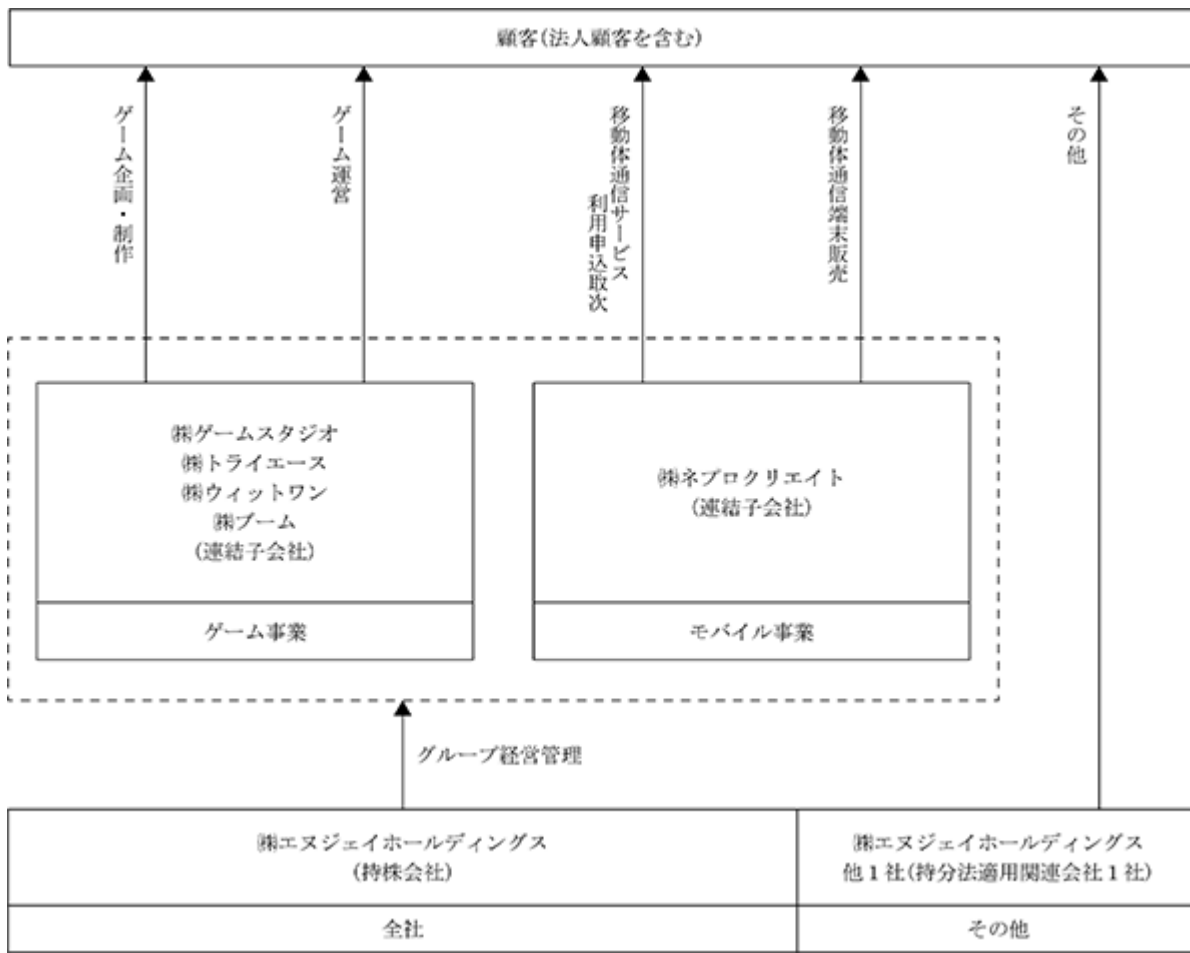 顧客(法人顧客を含む)
ゲーム企画・制作
ゲーム運営
移動体通信サービス
利用申込取次
移動体通信端末販売
その他
㈱ゲームスタジオ
㈱トライエース
㈱ウィットワン
㈱ブーム
(連結子会社)
ゲーム事業
㈱ネプロクリエイト
(連結子会社)
モバイル事業
グループ経営管理
㈱エヌジェイホールディングス
(持株会社)
全社
㈱エヌジェイホールディングス
他1社(持分法適用関連会社1社)
その他